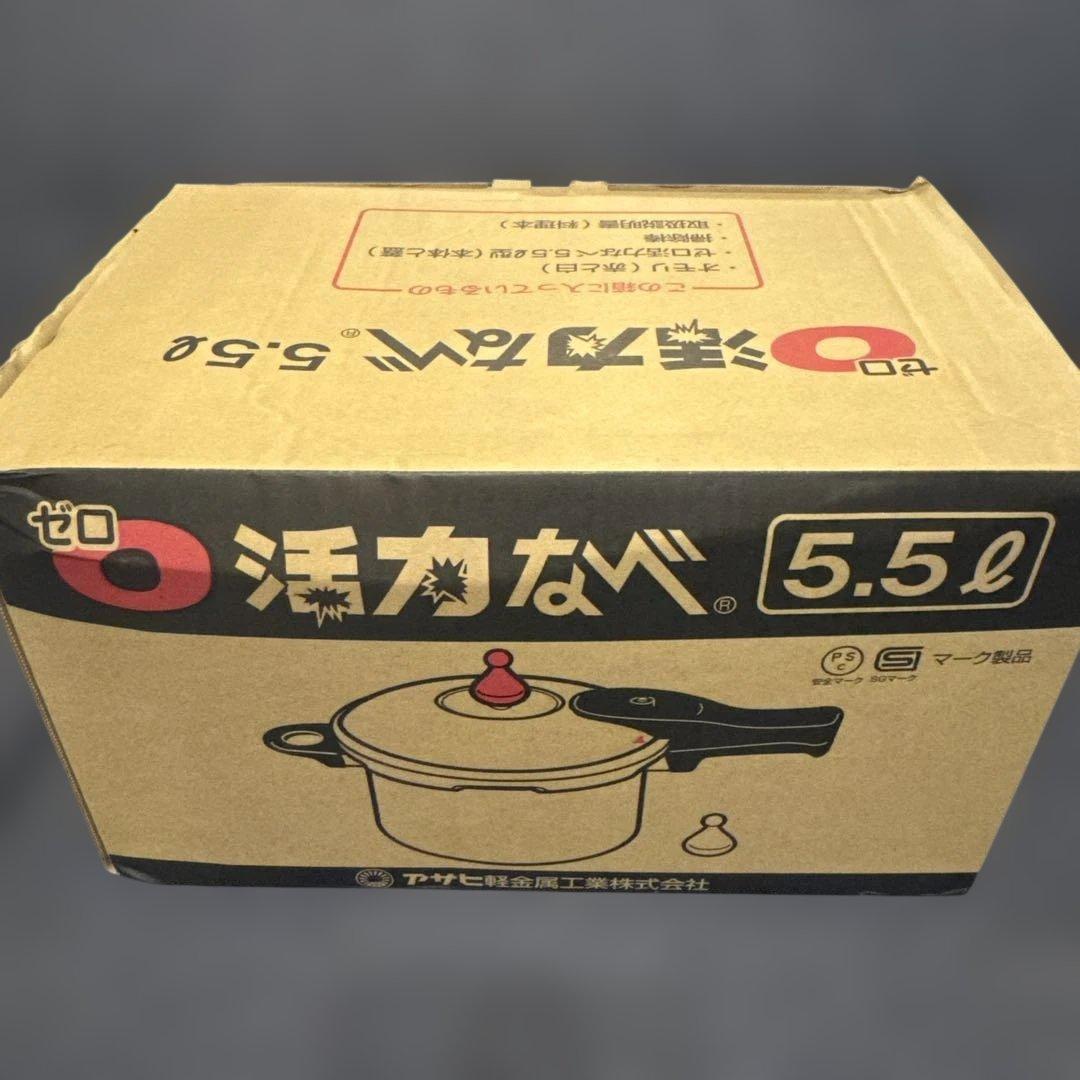 この箱に入っているもの
・オモリ（赤と白）
・ゼロ活力なべ5.5ℓ型（本体と蓋）
・掃除棒
・取扱説明書（料理本）
ゼロ 0 活力なべ® 5.5ℓ
ゼロ 0 活力なべ® 5.5ℓ
PSc SG マーク製品
安全マーク SGマーク
アサヒ軽金属工業株式会社